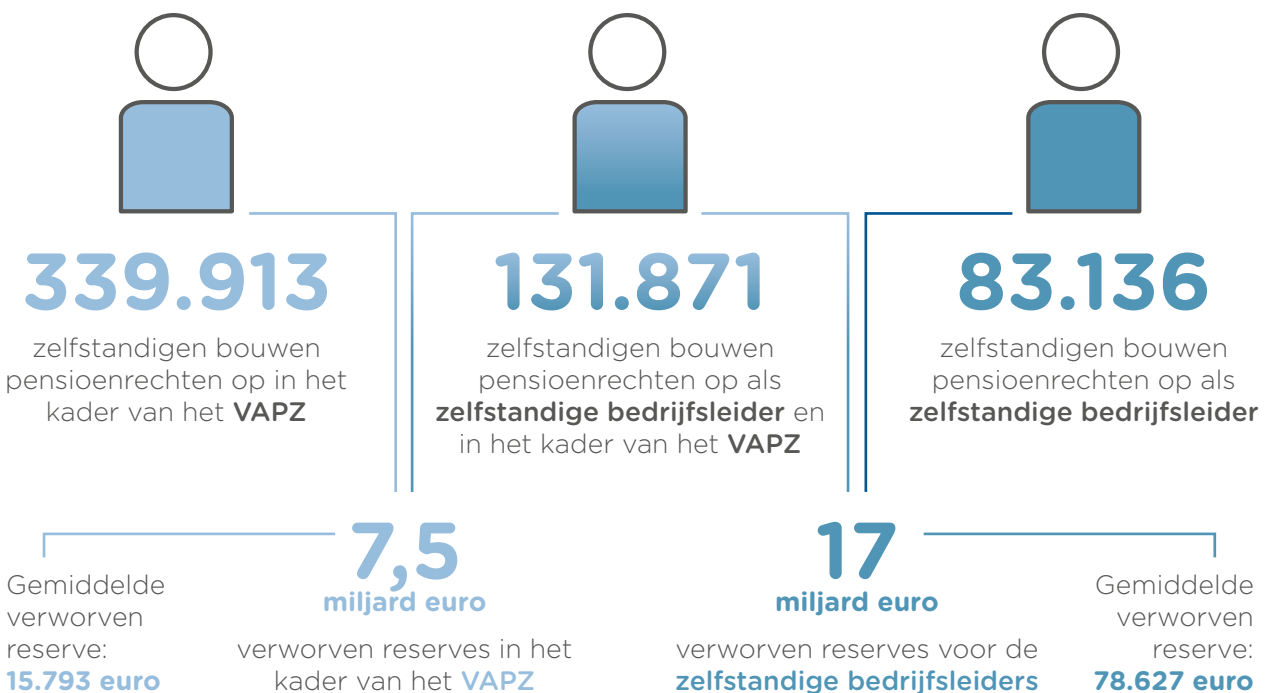 339.913
zelfstandigen bouwen
pensioenrechten op in het
kader van het VAPZ
131.871
zelfstandigen bouwen
pensioenrechten op als
zelfstandige bedrijfsleider en
in het kader van het VAPZ
83.136
zelfstandigen bouwen
pensioenrechten op als
zelfstandige bedrijfsleider
Gemiddelde
verworven
reserve:
15.793 euro
7,5
miljard euro
verworven reserves in het
kader van het VAPZ
17
miljard euro
verworven reserves voor de
zelfstandige bedrijfsleiders
Gemiddelde
verworven
reserve:
78.627 euro